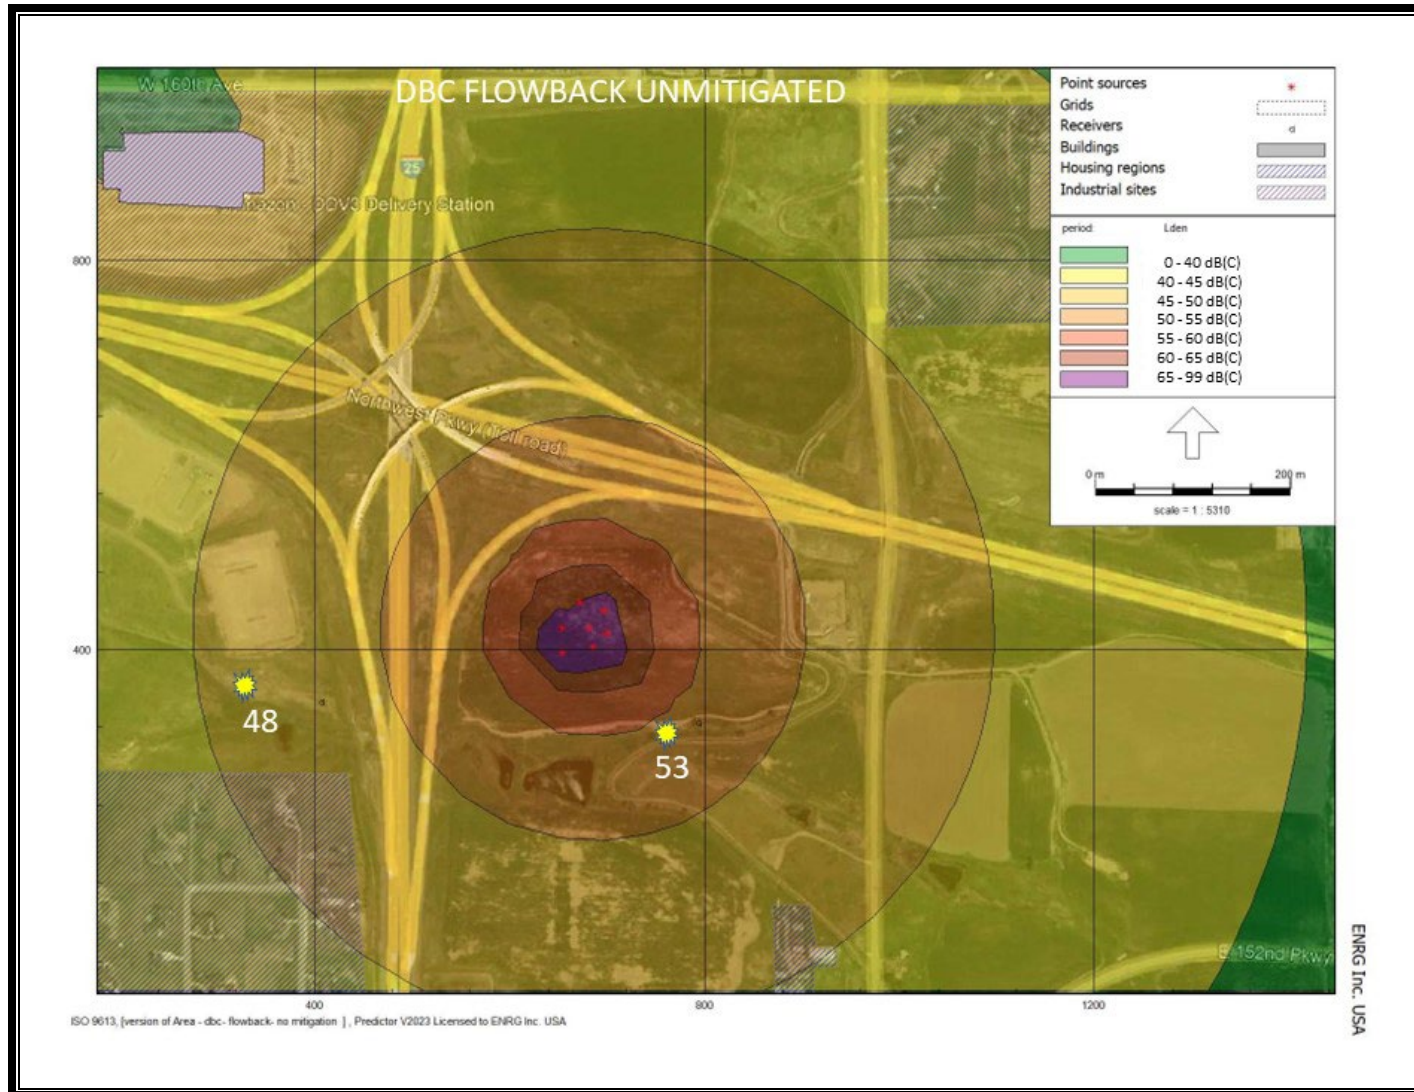 DBC FLOWBACK UNMITIGATED
W 160th Ave
25
DOV3 Delivery Station
Northwest Pkwy (Toll road)
E 152nd Pkwy
48
53
800
400
400
800
1200
Point sources
Grids
Receivers
Buildings
Housing regions
Industrial sites
period:
Lden
0 - 40 dB(C)
40 - 45 dB(C)
45 - 50 dB(C)
50 - 55 dB(C)
55 - 60 dB(C)
60 - 65 dB(C)
65 - 99 dB(C)
0 m 200 m
scale = 1 : 5310
ENRG Inc. USA
ISO 9613, [version of Area - dbc- flowback- no mitigation ] , Predictor V2023 Licensed to ENRG Inc. USA